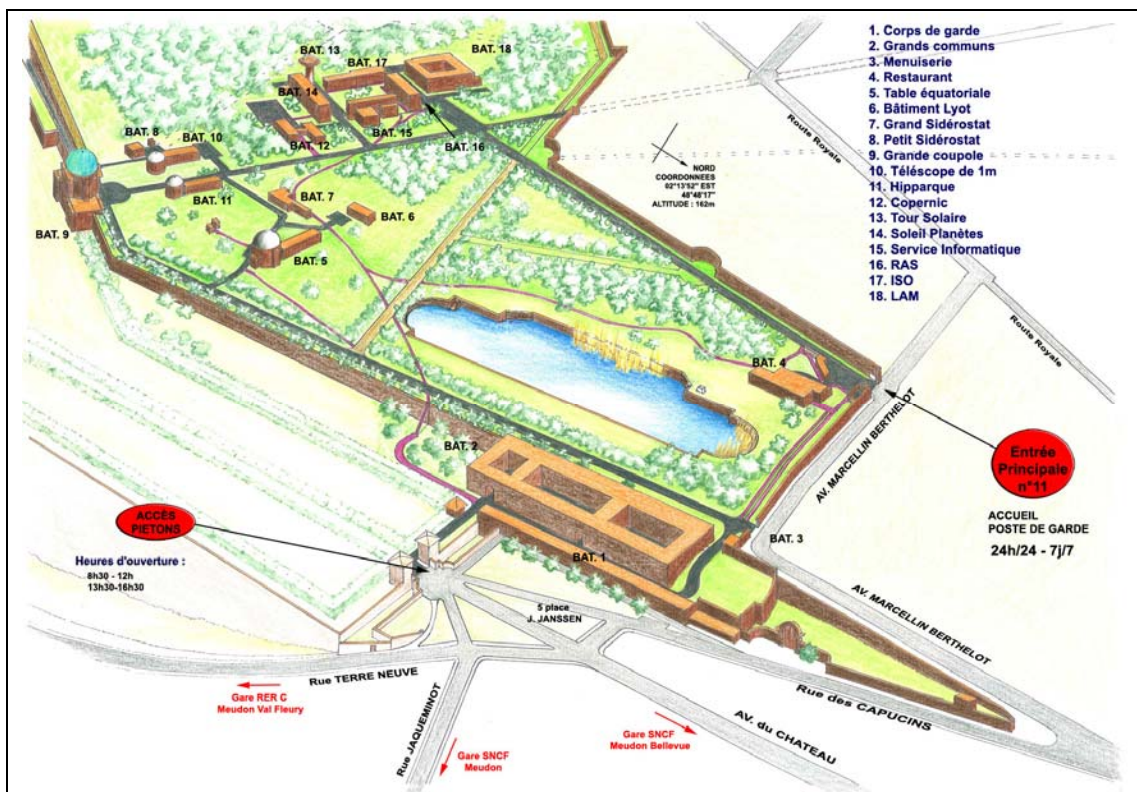 1. Corps de garde
2. Grands communs
3. Menuiserie
4. Restaurant
5. Table équatoriale
6. Bâtiment Lyot
7. Grand Sidérostat
8. Petit Sidérostat
9. Grande coupole
10. Téléscope de 1m
11. Hipparque
12. Copernic
13. Tour Solaire
14. Soleil Planètes
15. Service Informatique
16. RAS
17. ISO
18. LAM
BAT. 13
BAT. 17
BAT. 18
BAT. 14
BAT. 8
BAT. 10
BAT. 12
BAT. 15
BAT. 16
BAT. 11
BAT. 7
BAT. 6
BAT. 9
BAT. 5
NORD
COORDONNEES
02°13'52" EST
48°48'17"
ALTITUDE : 162m
Route Royale
Route Royale
BAT. 4
AV. MARCELLIN BERTHELOT
Entrée
Principale
n°11
ACCUEIL
POSTE DE GARDE
24h/24 - 7j/7
BAT. 2
BAT. 3
BAT. 1
ACCÈS
PIETONS
Heures d'ouverture :
8h30 - 12h
13h30-16h30
5 place
J. JANSSEN
AV. MARCELLIN BERTHELOT
Rue TERRE NEUVE
Gare RER C
Meudon Val Fleury
Rue JAQUEMINOT
Gare SNCF
Meudon
Gare SNCF
Meudon Bellevue
AV. du CHATEAU
Rue des CAPUCINS